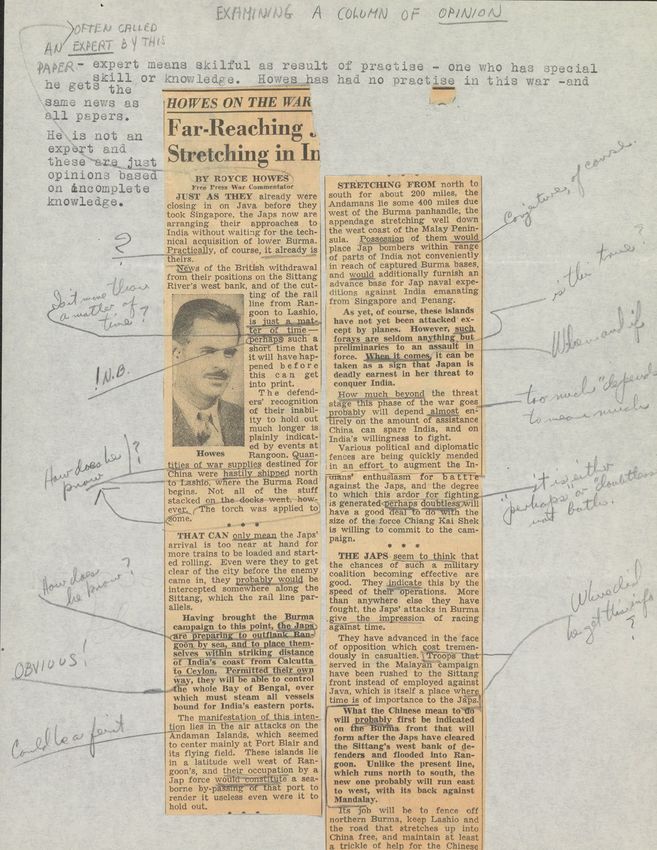 EXAMINING A COLUMN OF OPINION
OFTEN CALLED
AN EXPERT BY THIS
PAPER - expert means skilful as result of practise - one who has special
skill or knowledge. Howes has had no practise in this war -and
he gets the
same news as
all papers.
He is not an
expert and
these are just
opinions based
on incomplete
knowledge.
HOWES ON THE WAR
Far-Reaching
Stretching in In
BY ROYCE HOWES
Free Press War Commentator
JUST AS THEY already were
closing in on Java before they
took Singapore, the Japs now are
arranging their approaches to
India without waiting for the tech-
nical acquisition of lower Burma.
Practically, of course, it already is
theirs.
News of the British withdrawal
from their positions on the Sittang
River's west bank, and of the cut-
ting of the rail
line from Ran-
goon to Lashio,
is just a mat-
ter of time—
perhaps such a
short time that
it will have hap-
pened before
this can get
into print.
The defend-
ers' recognition
of their inabil-
ity to hold out
much longer is
plainly indicat-
ed by events at
Rangoon. Quan-
Howes
tities of war supplies destined for
China were hastily shipped north
to Lashio, where the Burma Road
begins. Not all of the stuff
stacked on the docks went, how-
ever. The torch was applied to
some.
* * *
THAT CAN only mean the Japs'
arrival is too near at hand for
more trains to be loaded and start-
ed rolling. Even were they to get
clear of the city before the enemy
came in, they probably would be
intercepted somewhere along the
Sittang, which the rail line par-
allels.
Having brought the Burma
campaign to this point, the Japs
are preparing to outflank Ran-
goon by sea, and to place them-
selves within striking distance
of India's coast from Calcutta
to Ceylon. Permitted their own
way, they will be able to control
the whole Bay of Bengal, over
which must steam all vessels
bound for India's eastern ports.
The manifestation of this inten-
tion lies in the air attacks on the
Andaman Islands, which seemed
to center mainly at Port Blair and
its flying field. These islands lie
in a latitude well west of Ran-
goon's, and their occupation by a
Jap force would constitute a sea-
borne by-passing of that port to
render it useless even were it to
hold out.
STRETCHING FROM north to
south for about 200 miles, the
Andamans lie some 400 miles due
west of the Burma panhandle, the
appendage stretching well down
the west coast of the Malay Penin-
sula. Possession of them would
place Jap bombers within range
of parts of India not conveniently
in reach of captured Burma bases,
and would additionally furnish an
advance base for Jap naval expe-
ditions against India emanating
from Singapore and Penang.
As yet, of course, these islands
have not yet been attacked ex-
cept by planes. However, such
forays are seldom anything but
preliminaries to an assault in
force. When it comes, it can be
taken as a sign that Japan is
deadly earnest in her threat to
conquer India.
How much beyond the threat
stage this phase of the war goes
probably will depend almost en-
tirely on the amount of assistance
China can spare India, and on
India's willingness to fight.
Various political and diplomatic
fences are being quickly mended
in an effort to augment the In-
dians' enthusiasm for battle
against the Japs, and the degree
to which this ardor for fighting
is generated perhaps doubtless will
have a good deal to do with the
size of the force Chiang Kai Shek
is willing to commit to the cam-
paign.
* * *
THE JAPS seem to think that
the chances of such a military
coalition becoming effective are
good. They indicate this by the
speed of their operations. More
than anywhere else they have
fought, the Japs' attacks in Burma
give the impression of racing
against time.
They have advanced in the face
of opposition which cost tremen-
dously in casualties. Troops that
served in the Malayan campaign
have been rushed to the Sittang
front instead of employed against
Java, which is itself a place where
time is of importance to the Japs.
What the Chinese mean to do
will probably first be indicated
on the Burma front that will
form after the Japs have cleared
the Sittang's west bank of de-
fenders and flooded into Ran-
goon. Unlike the present line,
which runs north to south, the
new one probably will run east
to west, with its back against
Mandalay.
Its job will be to fence off
northern Burma, keep Lashio and
the road that stretches up into
China free, and maintain at least
a trickle of help for the Chinese
?
Is it more than
a matter of
time?
! N.B.
How does he
know ?!
How does
he know?
OBVIOUS!
Could be a feint
Conjecture, of course.
is this true?
When and if
too much "depends"
to mean much
it is either
"perhaps" or "doubtless"
not both.
Where did
he get this info
?